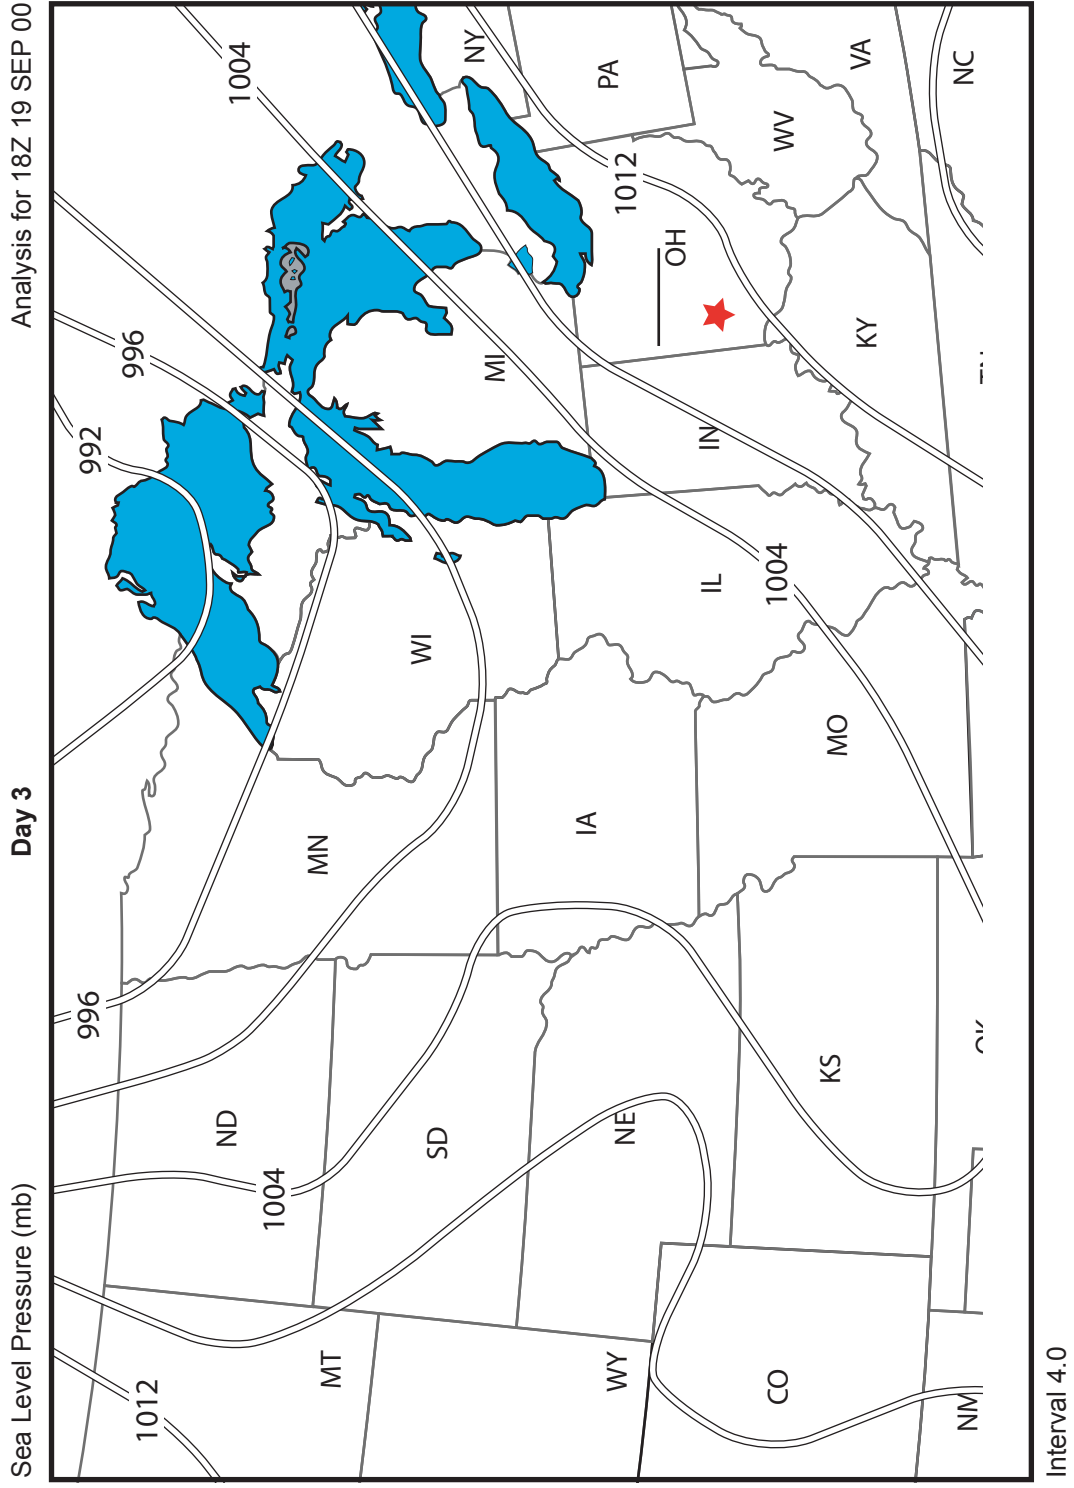 Sea Level Pressure (mb) Day 3 Analysis for 18Z 19 SEP 00
992
996
1004
996
1012
ND
1004
MN
NY
MT
SD
WI
MI
PA
1012
WY
NE
IA
OH
IL
IN
WV
CO
KS
MO
1004
KY
VA
NM
NC
Interval 4.0